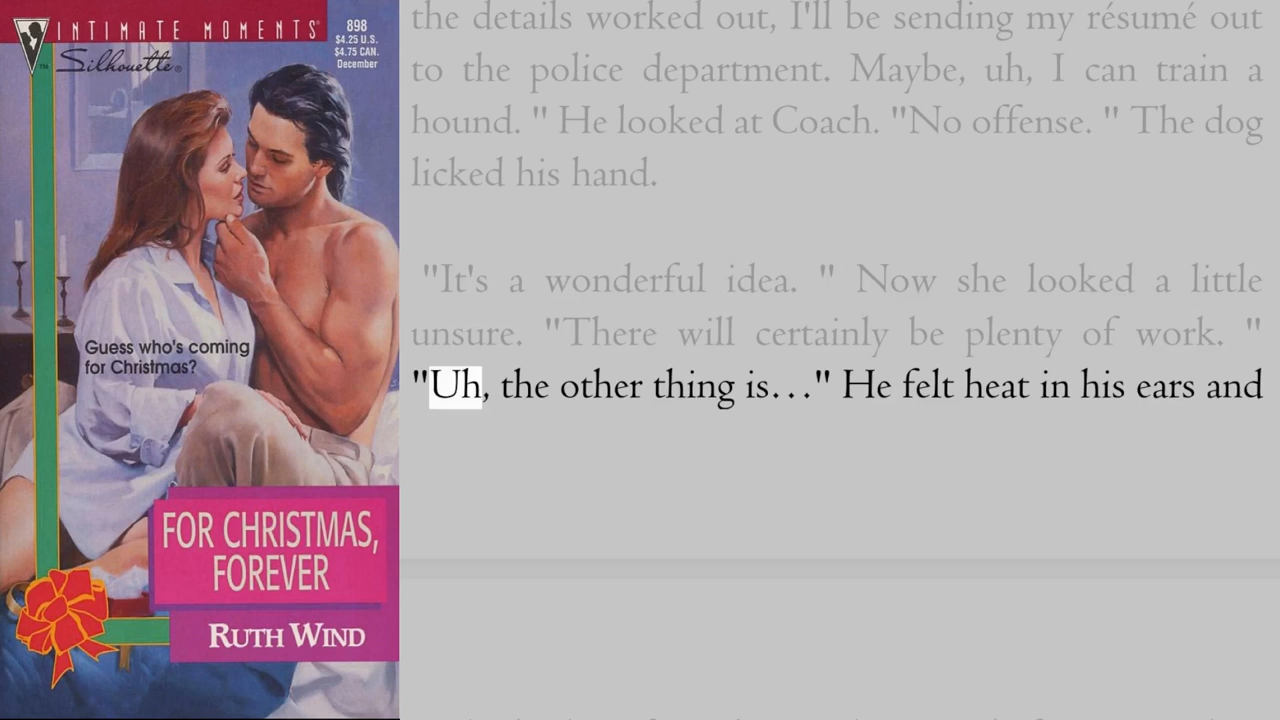 INTIMATE MOMENTS®
Silhouette®
TM
898
$4.25 U.S.
$4.75 CAN.
December
Guess who's coming
for Christmas?
FOR CHRISTMAS,
FOREVER
RUTH WIND
the details worked out, I'll be sending my résumé out
to the police department. Maybe, uh, I can train a
hound. " He looked at Coach. "No offense. " The dog
licked his hand.
"It's a wonderful idea. " Now she looked a little
unsure. "There will certainly be plenty of work. "
"Uh, the other thing is…" He felt heat in his ears and